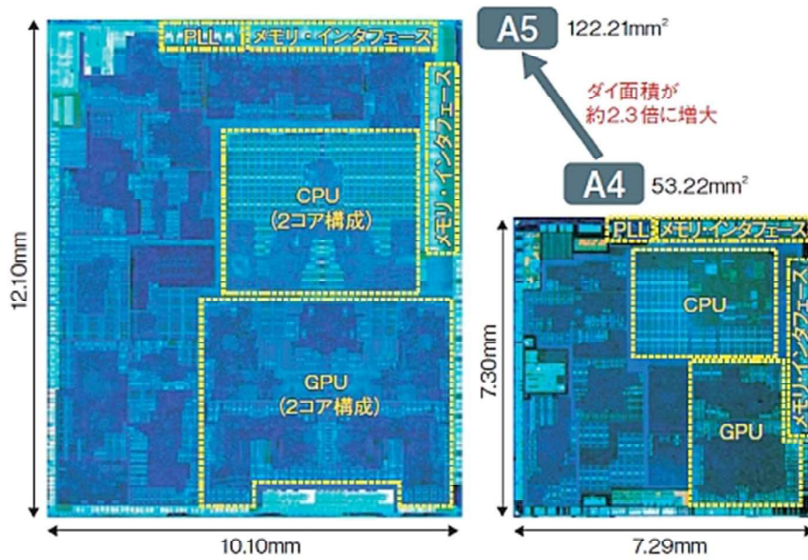 PLL
メモリ・インタフェース
メモリ・インタフェース
CPU
(2コア構成)
GPU
(2コア構成)
12.10mm
10.10mm
A5
122.21mm²
ダイ面積が
約2.3倍に増大
A4
53.22mm²
PLL
メモリ・インタフェース
メモリ・インタフェース
CPU
GPU
7.30mm
7.29mm